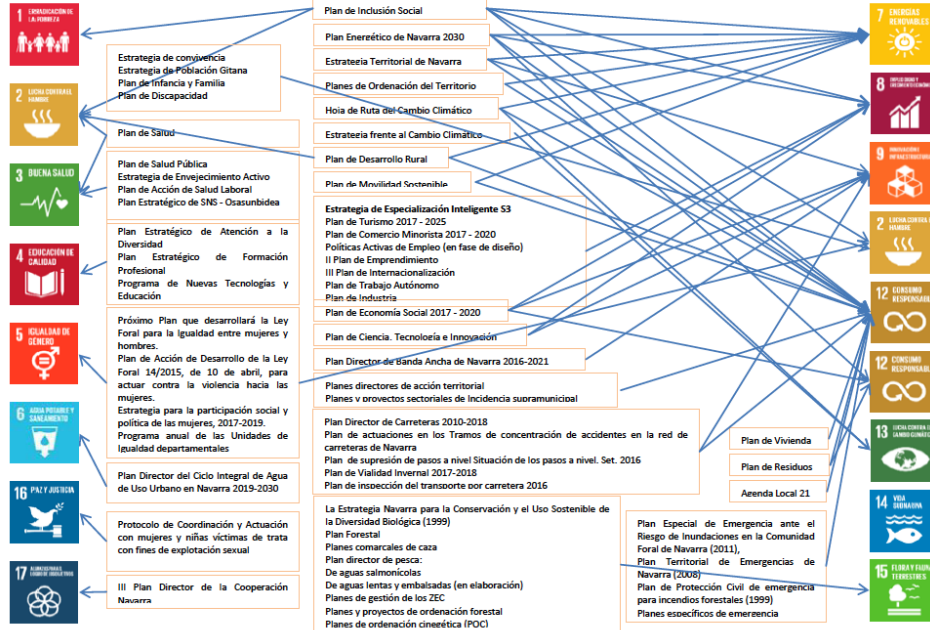 1 ERRADICACIÓN DE
LA POBREZA
2 LUCHA CONTRA EL
HAMBRE
3 BUENA SALUD
4 EDUCACIÓN DE
CALIDAD
5 IGUALDAD DE
GÉNERO
6 AGUA POTABLE Y
SANEAMIENTO
16 PAZ Y JUSTICIA
17
Estrategia de convivencia
Estrategia de Población Gitana
Plan de Infancia y Familia
Plan de Discapacidad
Plan de Salud
Plan de Salud Pública
Estrategia de Envejecimiento Activo
Plan de Acción de Salud Laboral
Plan Estratégico de SNS - Osasunbidea
Plan Estratégico de Atención a la
Diversidad
Plan Estratégico de Formación
Profesional
Programa de Nuevas Tecnologías y
Educación
Próximo Plan que desarrollará la Ley
Foral para la Igualdad entre mujeres y
hombres.
Plan de Acción de Desarrollo de la Ley
Foral 14/2015, de 10 de abril, para
actuar contra la violencia hacia las
mujeres.
Estrategia para la participación social y
política de las mujeres, 2017-2019.
Programa anual de las Unidades de
Igualdad departamentales
Plan Director del Ciclo Integral de Agua
de Uso Urbano en Navarra 2019-2030
Protocolo de Coordinación y Actuación
con mujeres y niñas víctimas de trata
con fines de explotación sexual
III Plan Director de la Cooperación
Navarra
Plan de Inclusión Social
Plan Energético de Navarra 2030
Estrategia Territorial de Navarra
Planes de Ordenación del Territorio
Hoja de Ruta del Cambio Climático
Estrategia frente al Cambio Climático
Plan de Desarrollo Rural
Plan de Movilidad Sostenible
Estrategia de Especialización Inteligente S3
Plan de Turismo 2017 - 2025
Plan de Comercio Minorista 2017 - 2020
Políticas Activas de Empleo (en fase de diseño)
II Plan de Emprendimiento
III Plan de Internacionalización
Plan de Trabajo Autónomo
Plan de Industria
Plan de Economía Social 2017 - 2020
Plan de Ciencia, Tecnología e Innovación
Plan Director de Banda Ancha de Navarra 2016-2021
Planes directores de acción territorial
Planes y proyectos sectoriales de Incidencia supramunicipal
Plan Director de Carreteras 2010-2018
Plan de actuaciones en los Tramos de concentración de accidentes en la red de
carreteras de Navarra
Plan de supresión de pasos a nivel Situación de los pasos a nivel. Set. 2016
Plan de Vialidad Invernal 2017-2018
Plan de inspección del transporte por carretera 2016
La Estrategia Navarra para la Conservación y el Uso Sostenible de
la Diversidad Biológica (1999)
Plan Forestal
Planes comarcales de caza
Plan director de pesca:
De aguas salmonícolas
De aguas lentas y embalsadas (en elaboración)
Planes de gestión de los ZEC
Planes y proyectos de ordenación forestal
Planes de ordenación cinegética (POC)
Plan de Vivienda
Plan de Residuos
Agenda Local 21
Plan Especial de Emergencia ante el
Riesgo de Inundaciones en la Comunidad
Foral de Navarra (2011),
Plan Territorial de Emergencias de
Navarra (2008)
Plan de Protección Civil de emergencia
para incendios forestales (1999)
Planes específicos de emergencia
7 ENERGÍAS
RENOVABLES
8
9
2 LUCHA CONTRA EL
HAMBRE
12 CONSUMO
RESPONSABLE
12 CONSUMO
RESPONSABLE
13
14 VIDA
SUBMARINA
15 FLORA Y FAUNA
TERRESTRES